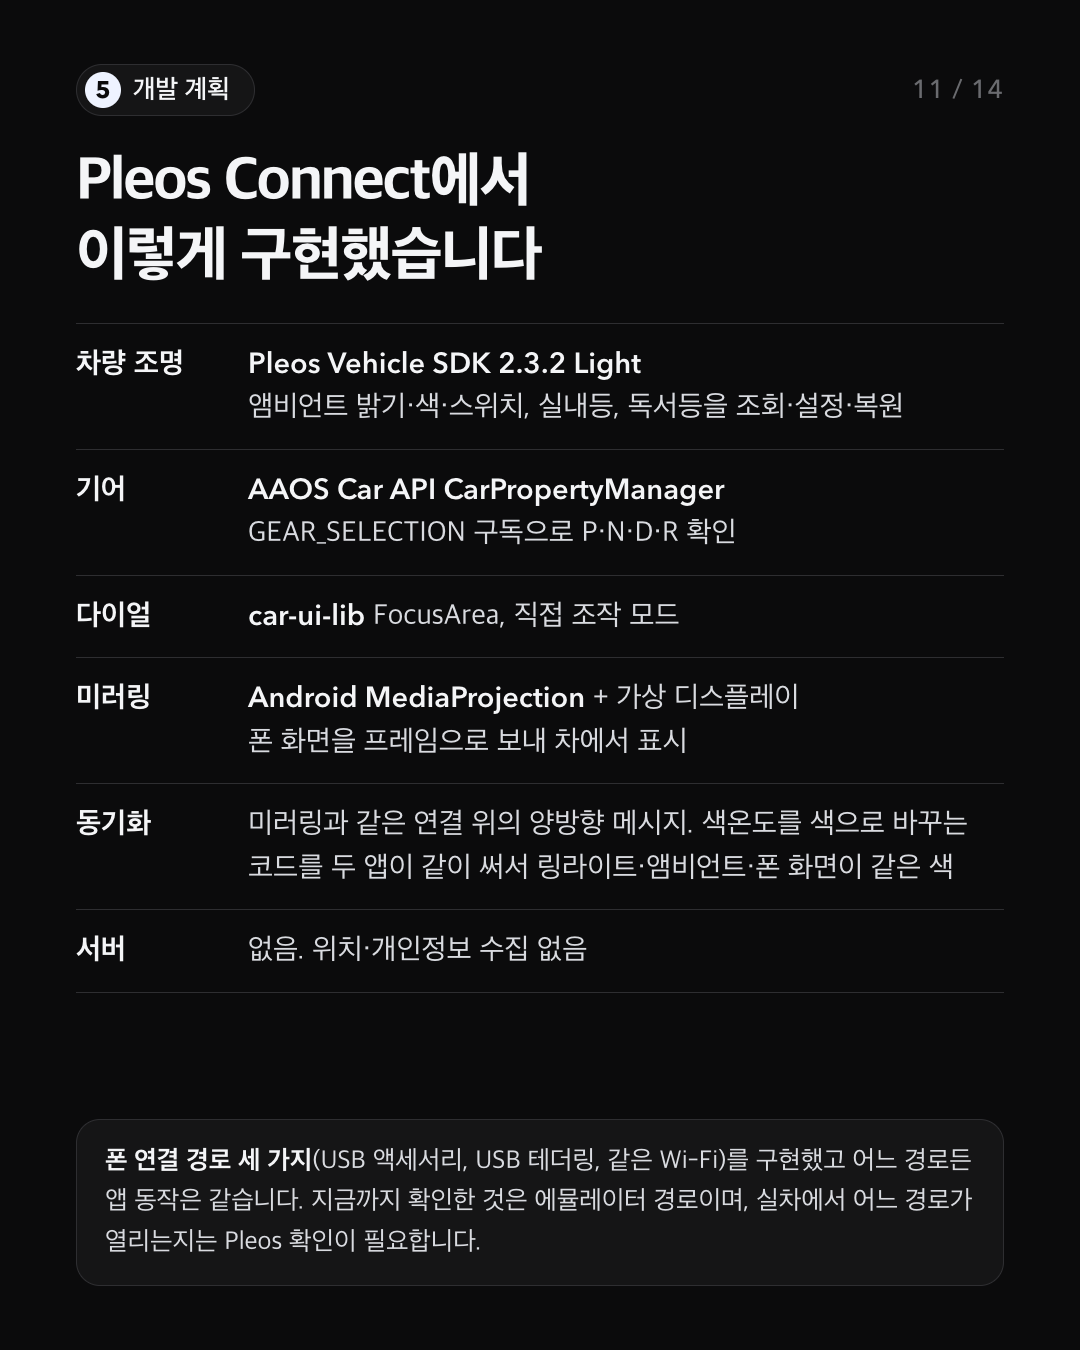 5 개발 계획
11 / 14
Pleos Connect에서
이렇게 구현했습니다
차량 조명
Pleos Vehicle SDK 2.3.2 Light
앰비언트 밝기·색·스위치, 실내등, 독서등을 조회·설정·복원
기어
AAOS Car API CarPropertyManager
GEAR_SELECTION 구독으로 P·N·D·R 확인
다이얼
car-ui-lib FocusArea, 직접 조작 모드
미러링
Android MediaProjection + 가상 디스플레이
폰 화면을 프레임으로 보내 차에서 표시
동기화
미러링과 같은 연결 위의 양방향 메시지. 색온도를 색으로 바꾸는
코드를 두 앱이 같이 써서 링라이트·앰비언트·폰 화면이 같은 색
서버
없음. 위치·개인정보 수집 없음
폰 연결 경로 세 가지(USB 액세서리, USB 테더링, 같은 Wi-Fi)를 구현했고 어느 경로든
앱 동작은 같습니다. 지금까지 확인한 것은 에뮬레이터 경로이며, 실차에서 어느 경로가
열리는지는 Pleos 확인이 필요합니다.